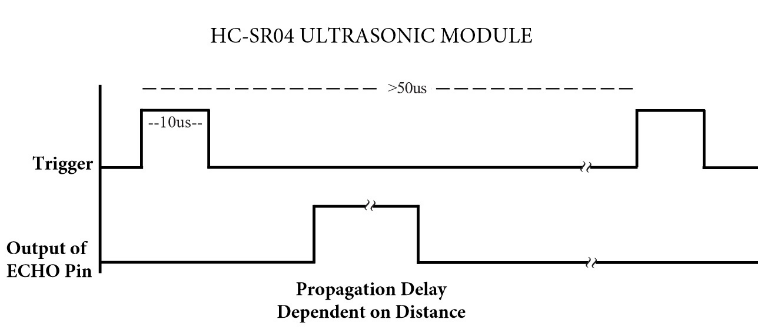 HC-SR04 ULTRASONIC MODULE
>50us
--10us--
Trigger
Output of
ECHO Pin
Propagation Delay
Dependent on Distance